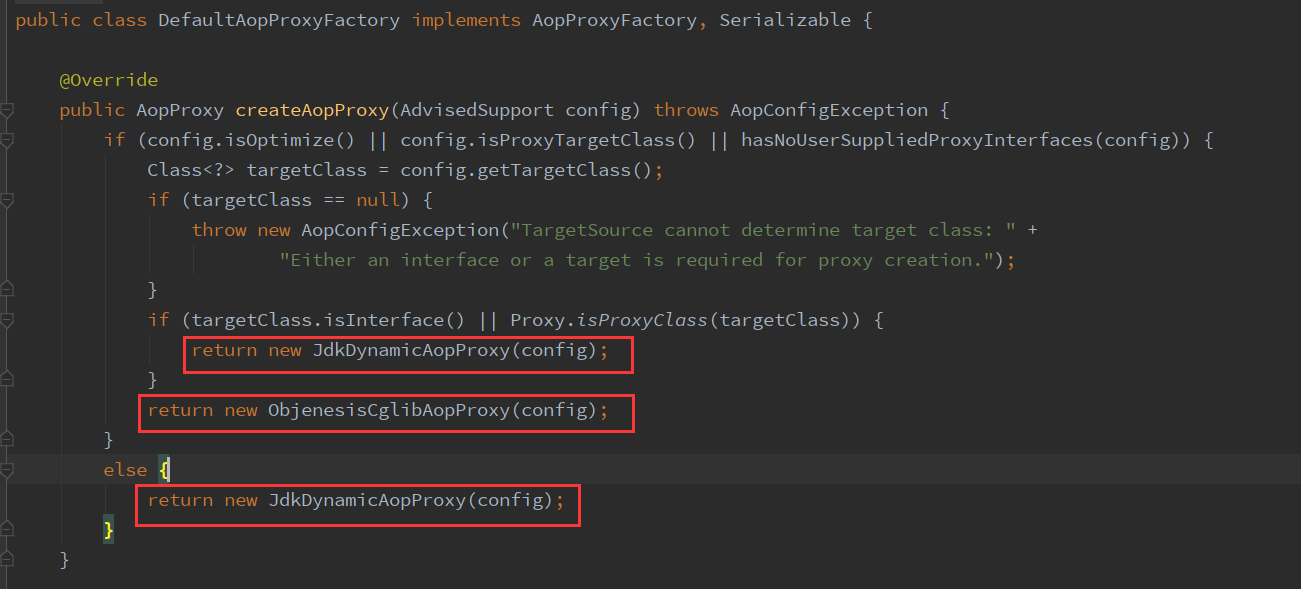 public class DefaultAopProxyFactory implements AopProxyFactory, Serializable {
@Override
public AopProxy createAopProxy(AdvisedSupport config) throws AopConfigException {
if (config.isOptimize() || config.isProxyTargetClass() || hasNoUserSuppliedProxyInterfaces(config)) {
Class<?> targetClass = config.getTargetClass();
if (targetClass == null) {
throw new AopConfigException("TargetSource cannot determine target class: " +
"Either an interface or a target is required for proxy creation.");
}
if (targetClass.isInterface() || Proxy.isProxyClass(targetClass)) {
return new JdkDynamicAopProxy(config);
}
return new ObjenesisCglibAopProxy(config);
}
else {
return new JdkDynamicAopProxy(config);
}
}